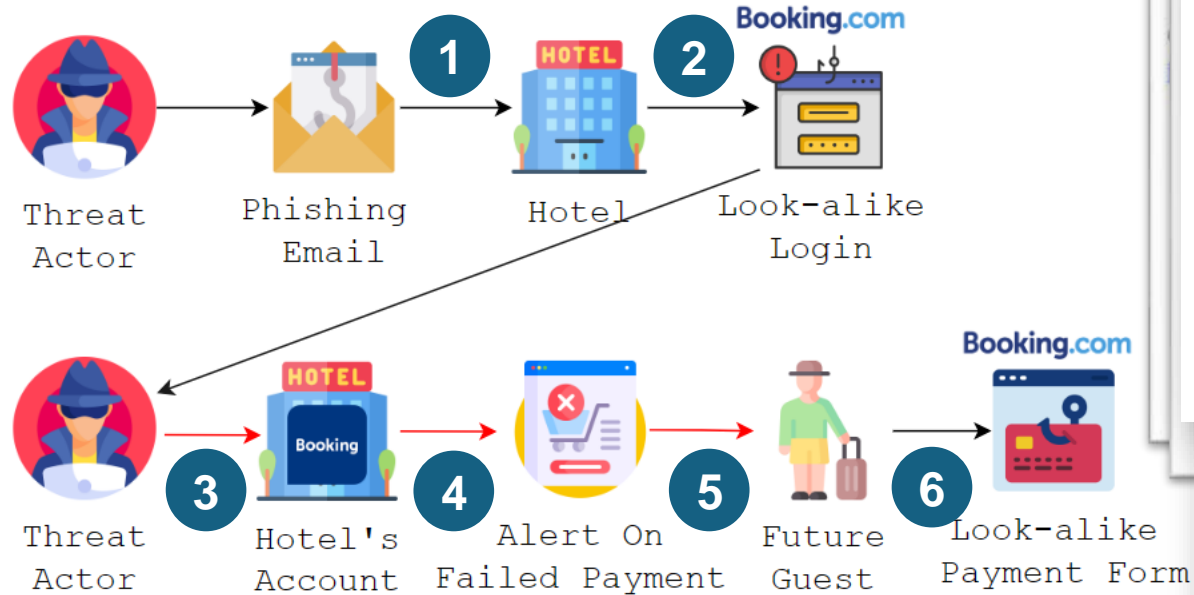 Booking.com
1
2
HOTEL
Threat
Actor
Phishing
Email
Hotel
Look-alike
Login
Booking.com
HOTEL
Booking
3
4
5
6
Threat
Actor
Hotel's
Account
Alert On
Failed Payment
Future
Guest
Look-alike
Payment Form